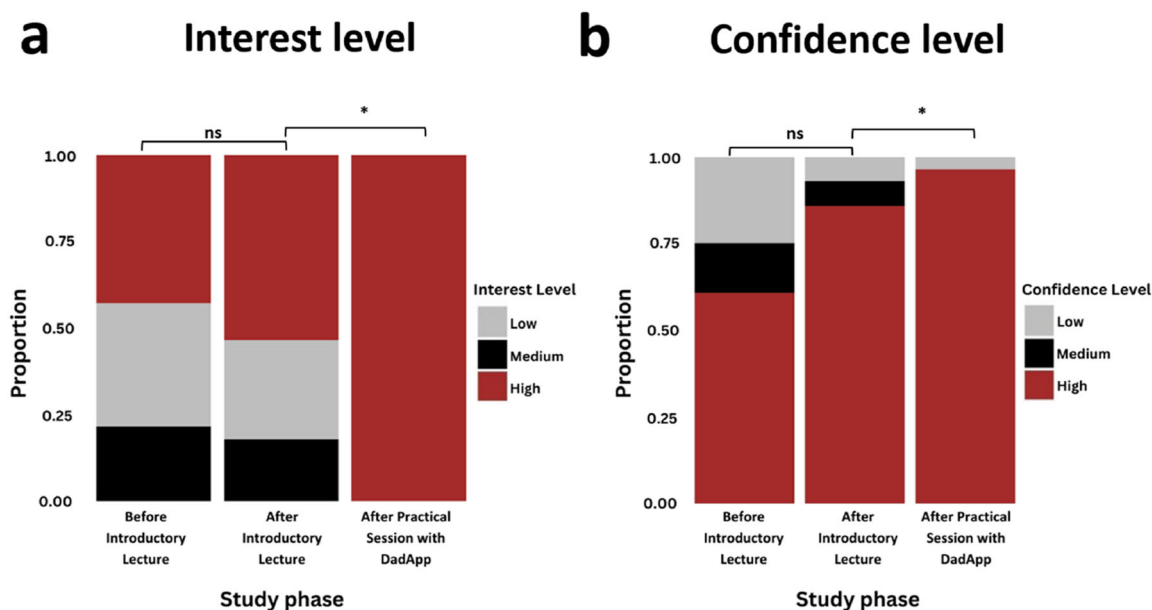 a
Interest level
ns
*
1.00
0.75
0.50
0.25
0.00
Proportion
Before
Introductory
Lecture
After
Introductory
Lecture
After Practical
Session with
DadApp
Study phase
Interest Level
Low
Medium
High
b
Confidence level
ns
*
1.00
0.75
0.50
0.25
0.00
Proportion
Before
Introductory
Lecture
After
Introductory
Lecture
After Practical
Session with
DadApp
Study phase
Confidence Level
Low
Medium
High